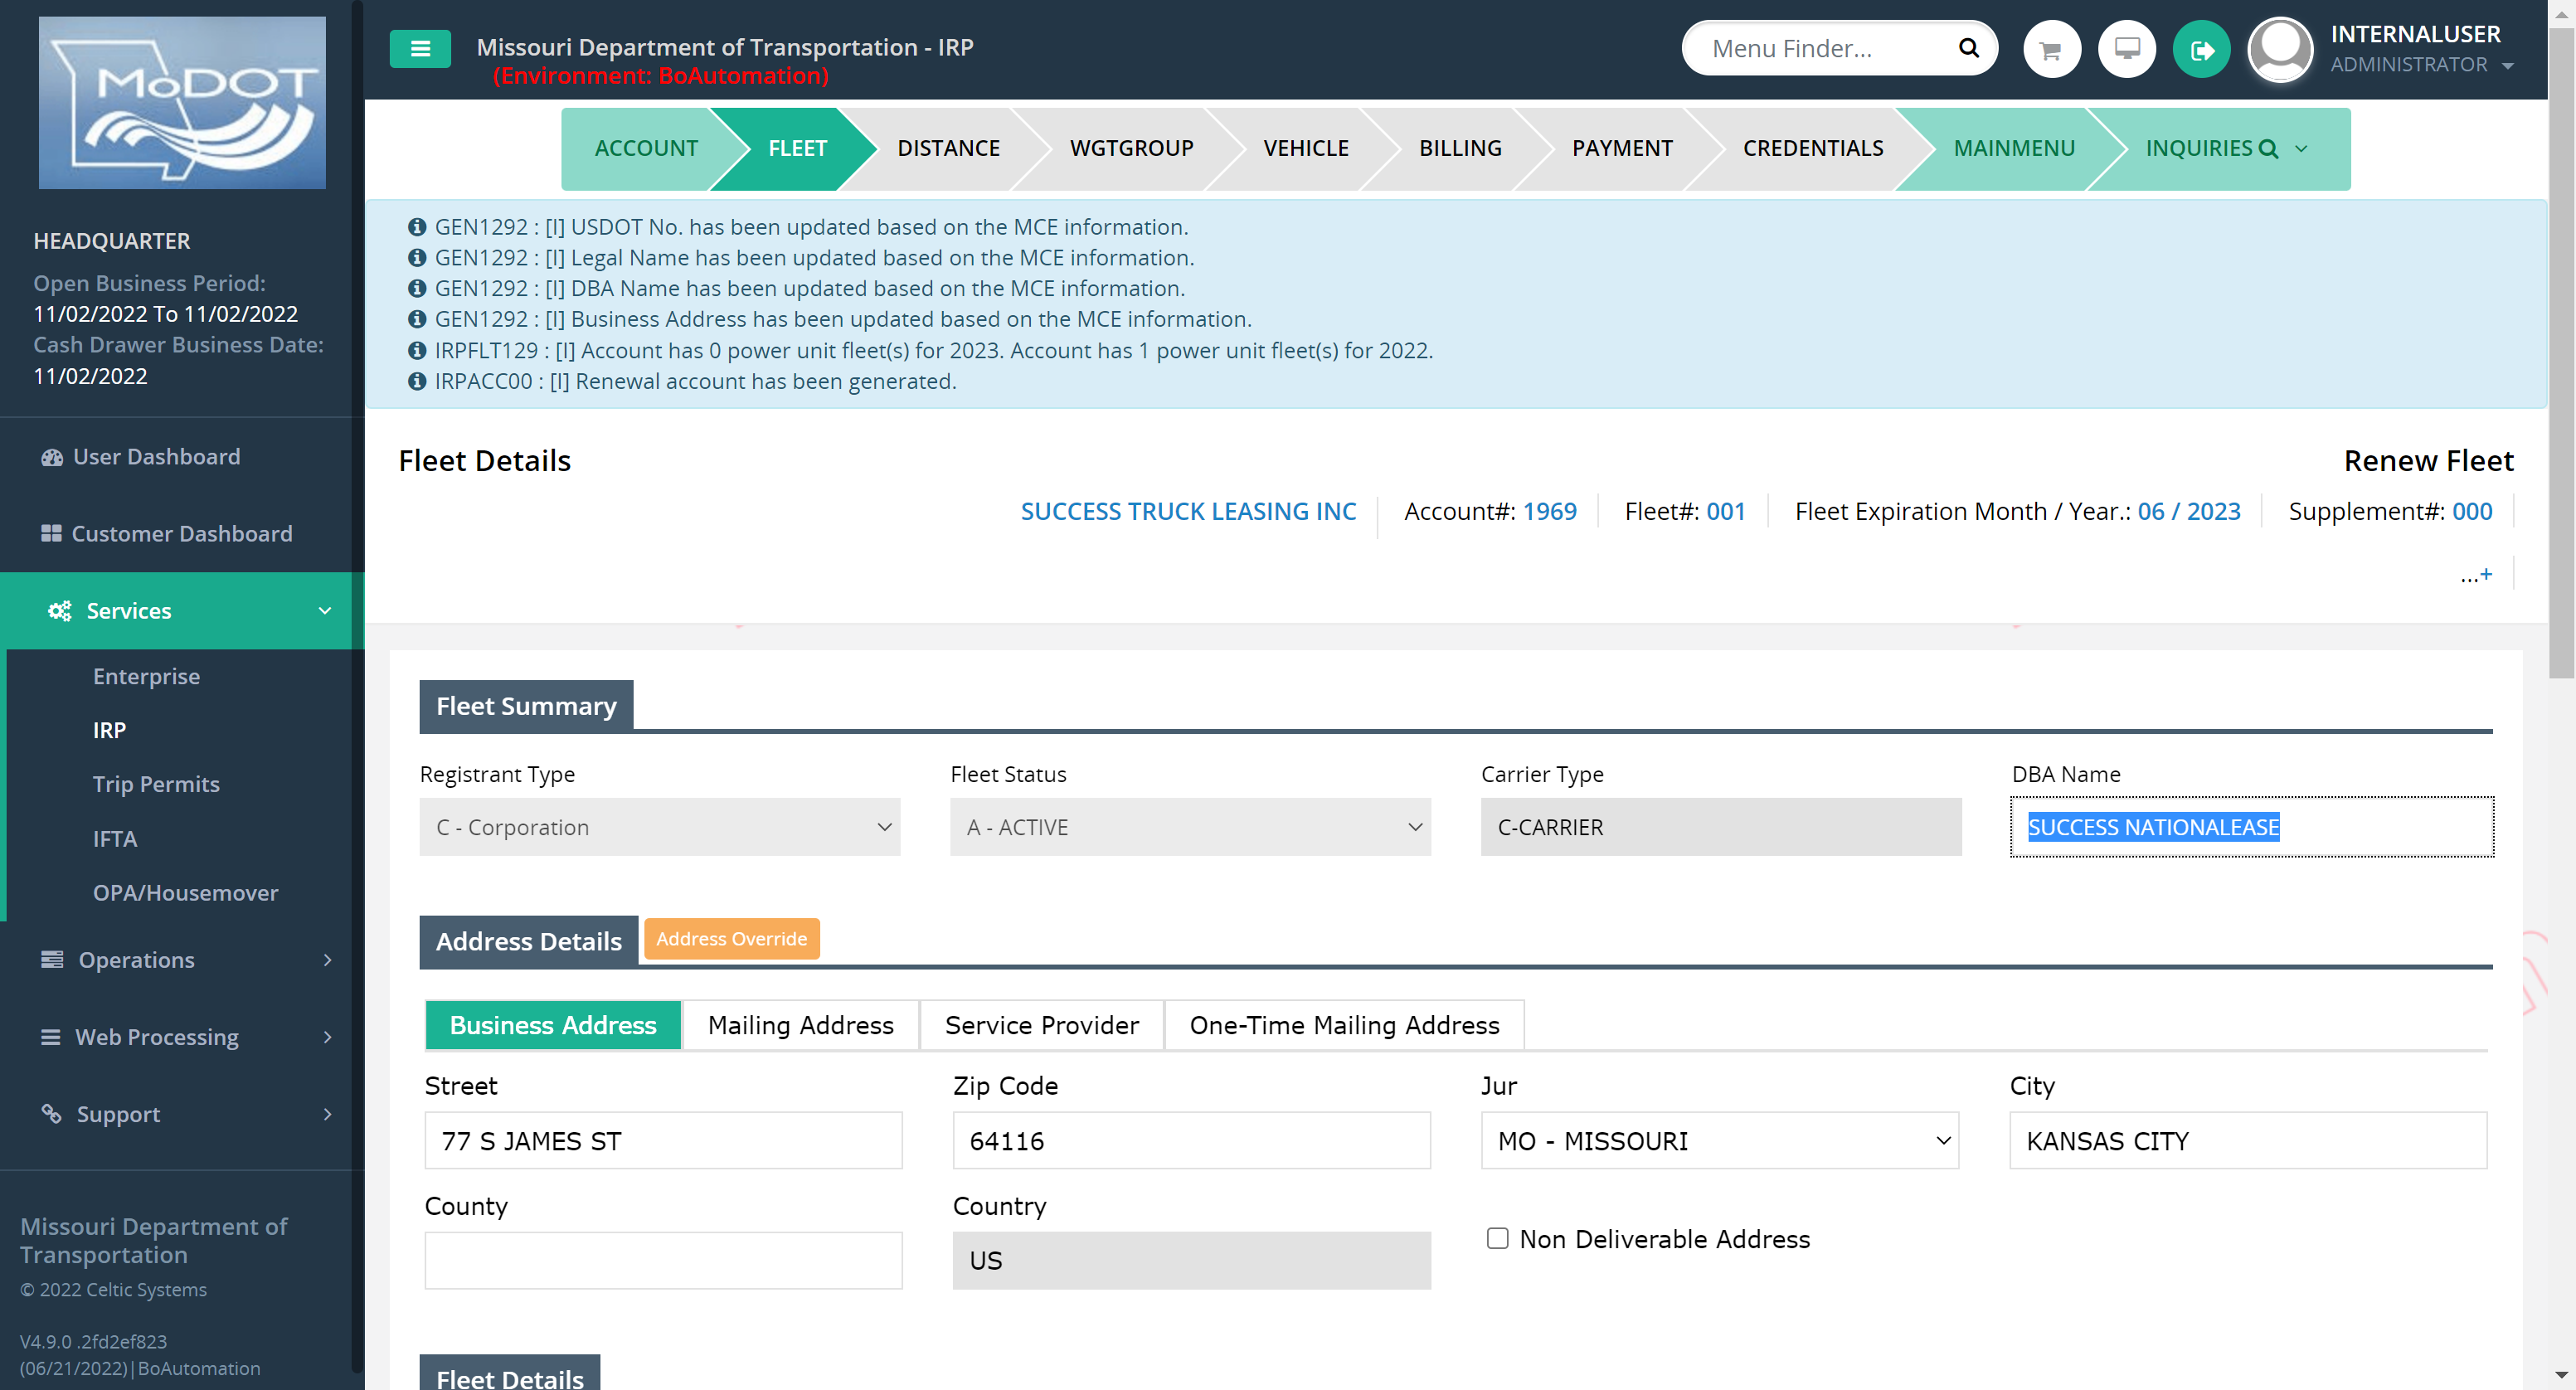 MoDOT
HEADQUARTER
Open Business Period:
11/02/2022 To 11/02/2022
Cash Drawer Business Date:
11/02/2022
User Dashboard
Customer Dashboard
Services
Enterprise
IRP
Trip Permits
IFTA
OPA/Housemover
Operations
Web Processing
Support
Missouri Department of
Transportation
© 2022 Celtic Systems
V4.9.0 .2fd2ef823
(06/21/2022)|BoAutomation
Missouri Department of Transportation - IRP
(Environment: BoAutomation)
Menu Finder...
INTERNALUSER
ADMINISTRATOR
ACCOUNT FLEET DISTANCE WGTGROUP VEHICLE BILLING PAYMENT CREDENTIALS MAINMENU INQUIRIES
GEN1292 : [I] USDOT No. has been updated based on the MCE information.
GEN1292 : [I] Legal Name has been updated based on the MCE information.
GEN1292 : [I] DBA Name has been updated based on the MCE information.
GEN1292 : [I] Business Address has been updated based on the MCE information.
IRPFLT129 : [I] Account has 0 power unit fleet(s) for 2023. Account has 1 power unit fleet(s) for 2022.
IRPACC00 : [I] Renewal account has been generated.
Fleet Details Renew Fleet
SUCCESS TRUCK LEASING INC Account#: 1969 Fleet#: 001 Fleet Expiration Month / Year.: 06 / 2023 Supplement#: 000
...+
Fleet Summary
Registrant Type Fleet Status Carrier Type DBA Name
C - Corporation A - ACTIVE C-CARRIER SUCCESS NATIONALEASE
Address Details Address Override
Business Address Mailing Address Service Provider One-Time Mailing Address
Street Zip Code Jur City
77 S JAMES ST 64116 MO - MISSOURI KANSAS CITY
County Country
US Non Deliverable Address
Fleet Details